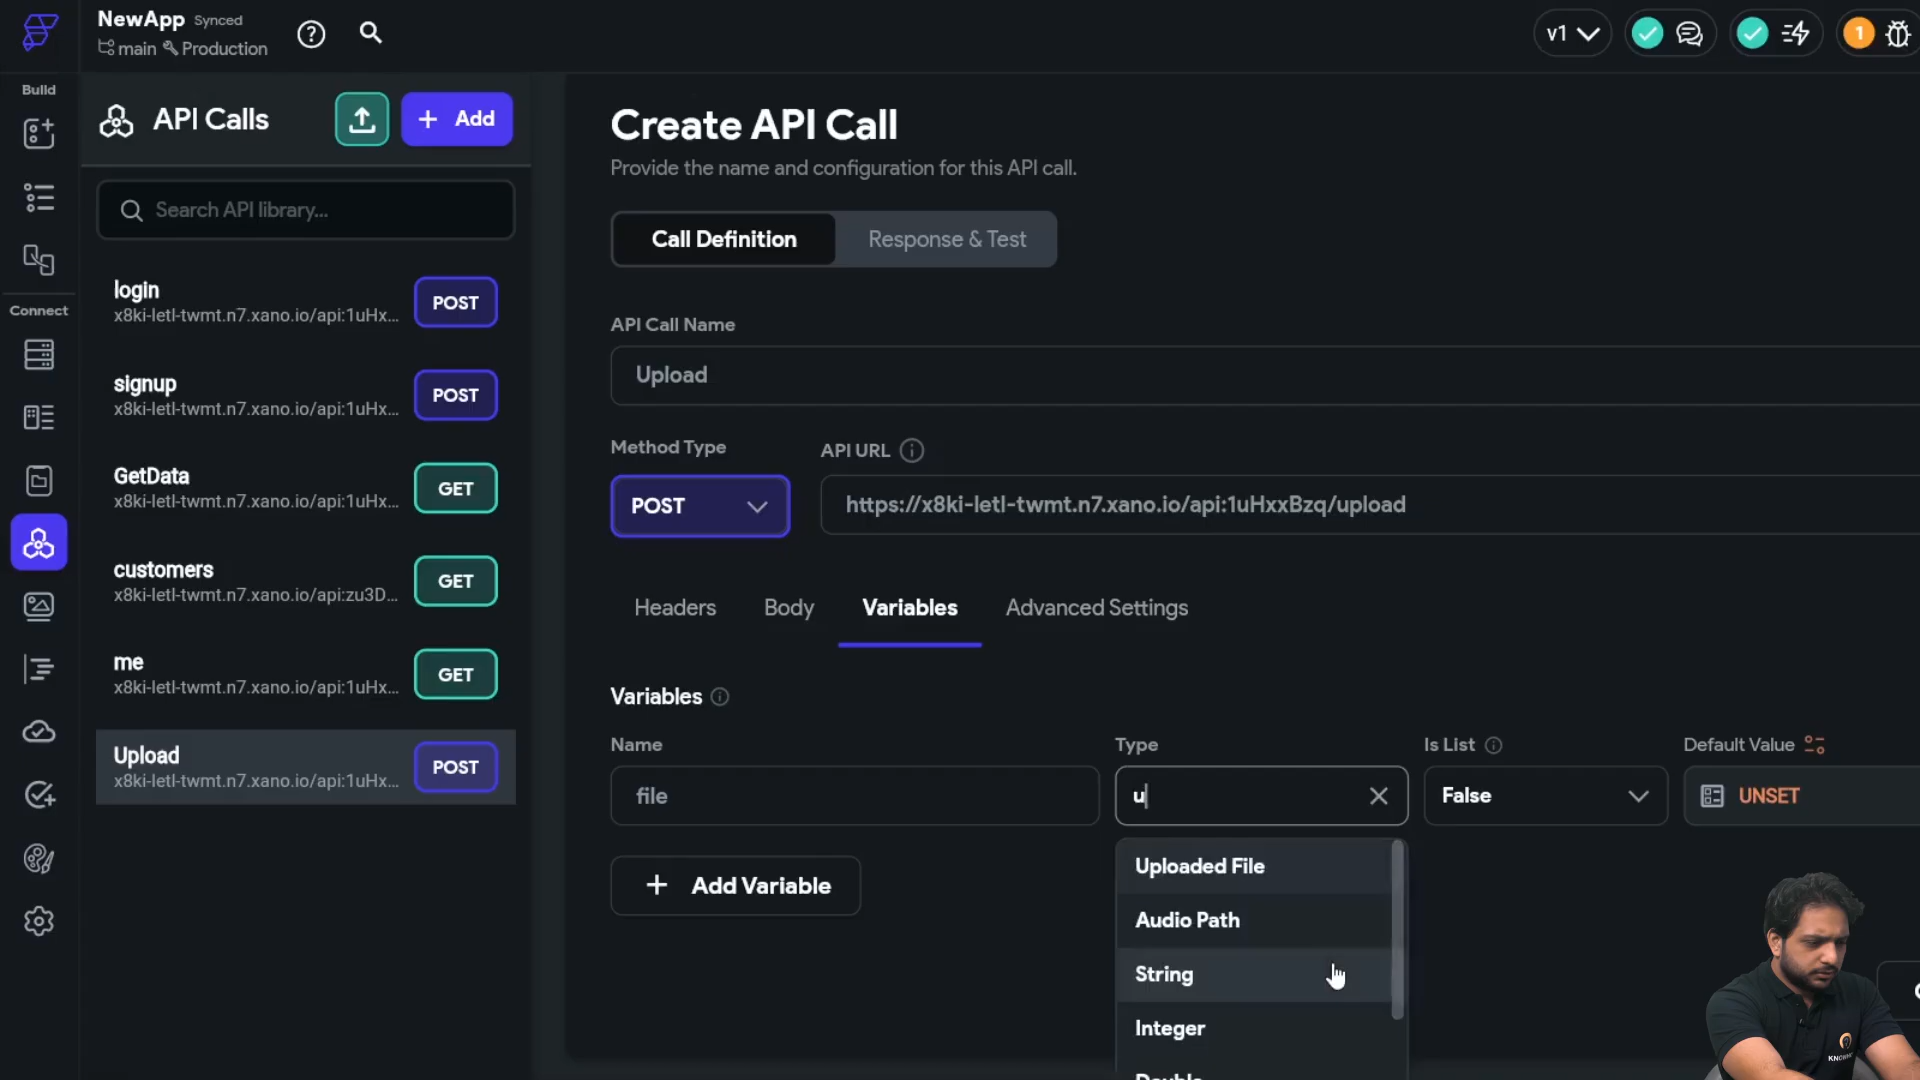 NewApp Synced
main Production
v1
1
Build
Connect
API Calls
+ Add
Search API library...
login
x8ki-letl-twmt.n7.xano.io/api:1uHx...
POST
signup
x8ki-letl-twmt.n7.xano.io/api:1uHx...
POST
GetData
x8ki-letl-twmt.n7.xano.io/api:1uHx...
GET
customers
x8ki-letl-twmt.n7.xano.io/api:zu3D...
GET
me
x8ki-letl-twmt.n7.xano.io/api:1uHx...
GET
Upload
x8ki-letl-twmt.n7.xano.io/api:1uHx...
POST
Create API Call
Provide the name and configuration for this API call.
Call Definition
Response & Test
API Call Name
Upload
Method Type
API URL
POST
https://x8ki-letl-twmt.n7.xano.io/api:1uHxxBzq/upload
Headers
Body
Variables
Advanced Settings
Variables
Name
Type
Is List
Default Value
file
u
False
UNSET
+ Add Variable
Uploaded File
Audio Path
String
Integer